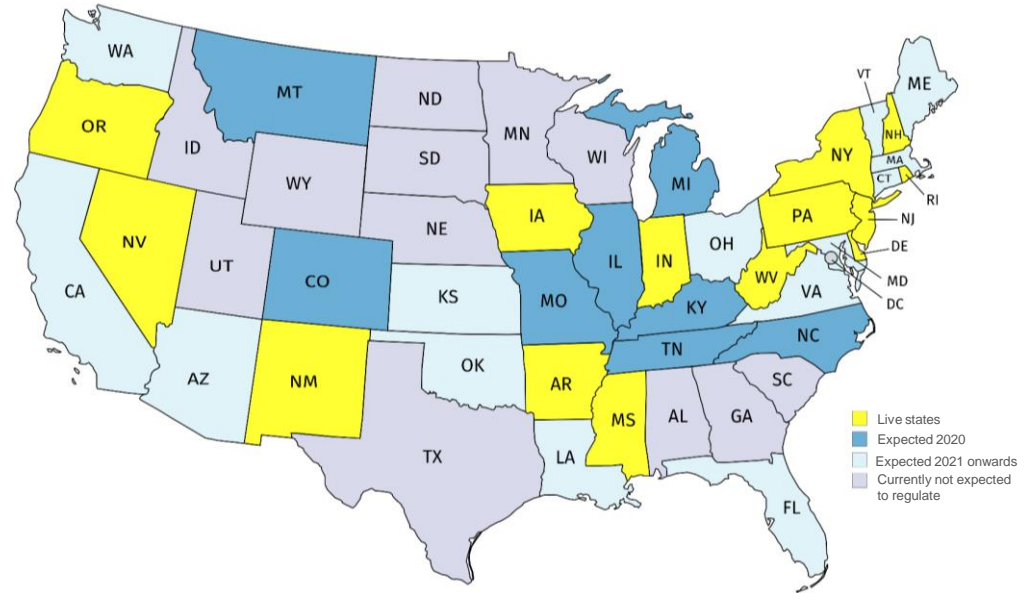 WA
MT
ND
MN
VT
ME
OR
ID
SD
WI
MI
NY
NH
MA
CT
RI
WY
IA
NE
PA
NJ
NV
UT
CO
IL
IN
OH
DE
WV
MD
CA
KS
MO
KY
VA
DC
AZ
NM
OK
AR
TN
NC
SC
TX
LA
MS
AL
GA
FL
Live states
Expected 2020
Expected 2021 onwards
Currently not expected
to regulate